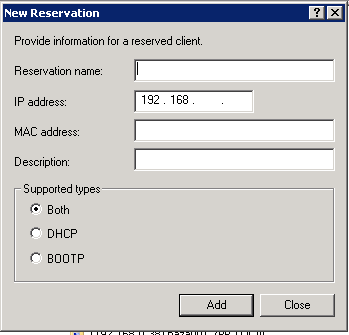 New Reservation
Provide information for a reserved client.
Reservation name:
IP address: 192 . 168 . .
MAC address:
Description:
Supported types
Both
DHCP
BOOTP
Add Close